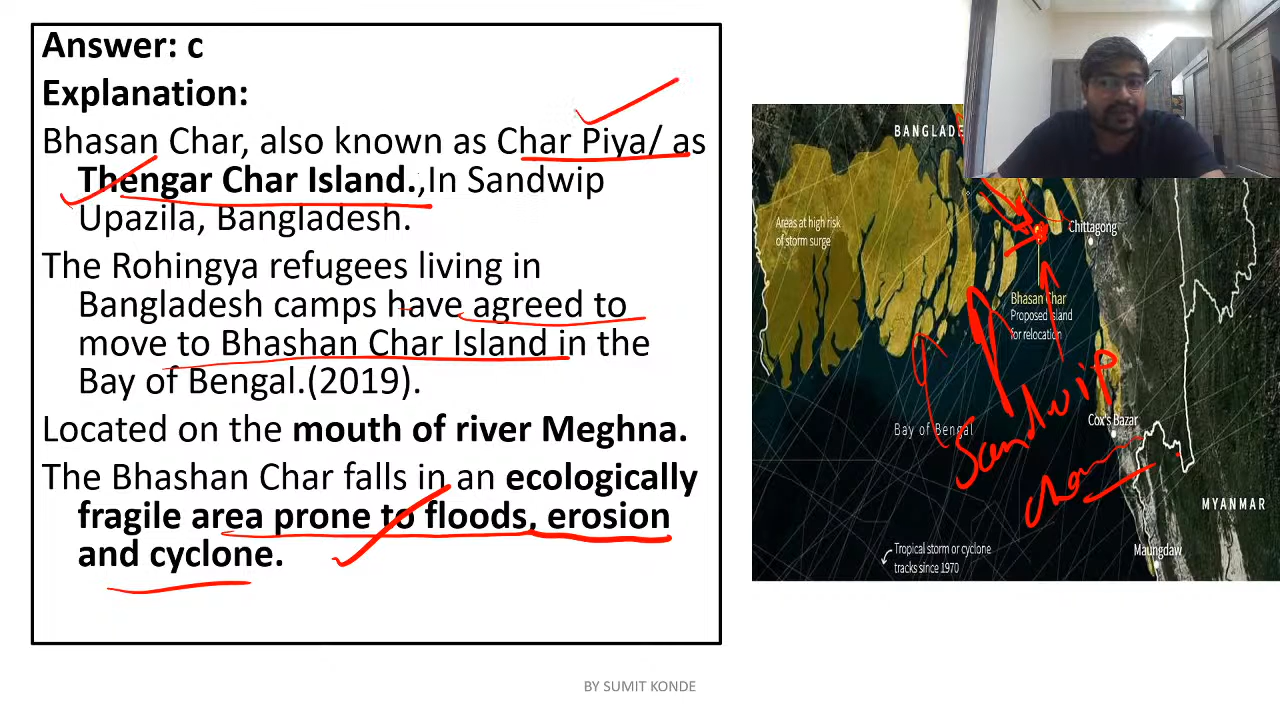 Answer: c
Explanation:
Bhasan Char, also known as Char Piya/ as
Thengar Char Island.,In Sandwip
Upazila, Bangladesh.
The Rohingya refugees living in
Bangladesh camps have agreed to
move to Bhashan Char Island in the
Bay of Bengal.(2019).
Located on the mouth of river Meghna.
The Bhashan Char falls in an ecologically
fragile area prone to floods, erosion
and cyclone.
BANGLADE
Areas at high risk
of storm surge
Chittagong
Bhasan Char
Proposed island
for relocation
Sandwip
Char
Cox's Bazar
Bay of Bengal
MYANMAR
Tropical storm or cyclone
tracks since 1970
Maungdaw
BY SUMIT KONDE